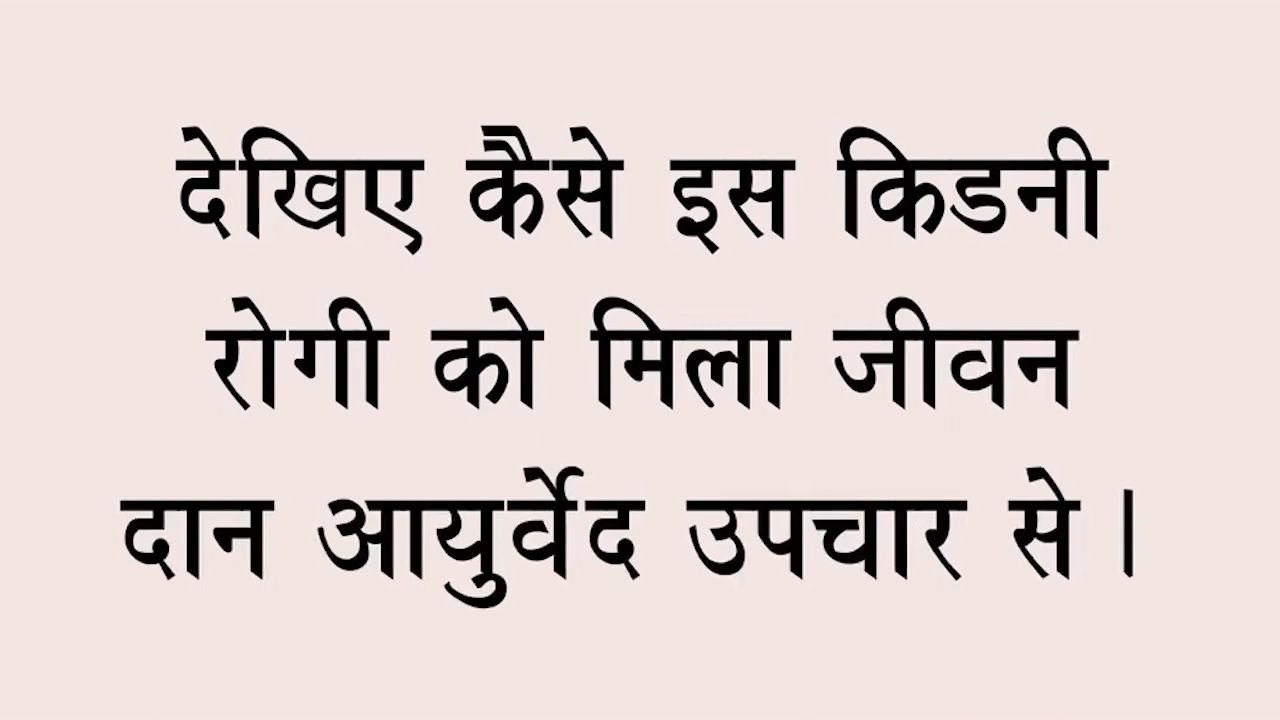 देखिए कैसे इस किडनी
रोगी को मिला जीवन
दान आयुर्वेद उपचार से।